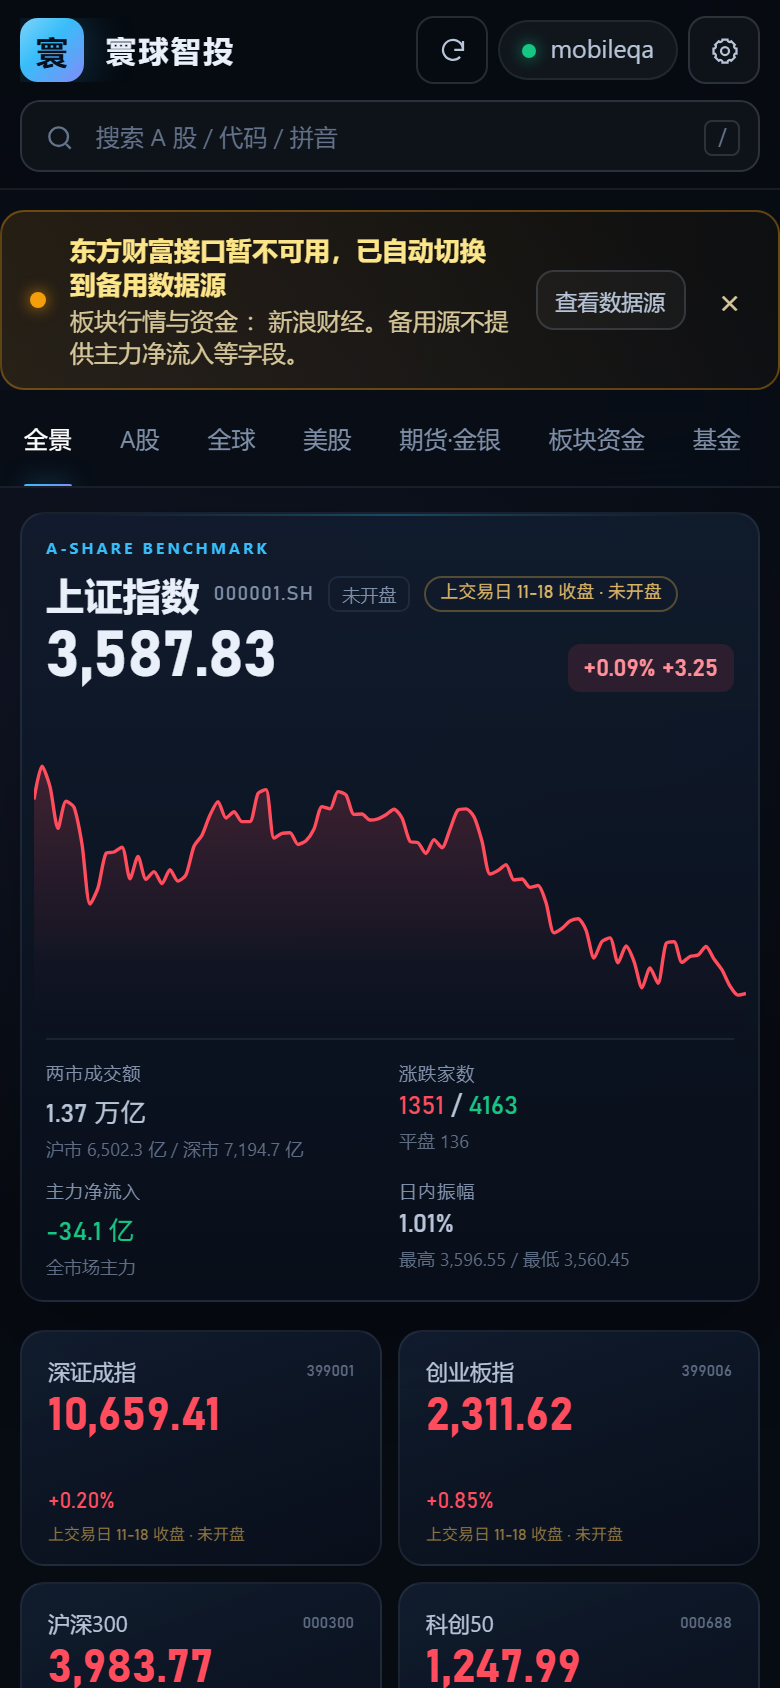 寰 寰球智投 mobileqa
搜索 A 股 / 代码 / 拼音 /
东方财富接口暂不可用，已自动切换
到备用数据源
板块行情与资金 ：新浪财经。备用源不提
供主力净流入等字段。
查看数据源 ×
全景 A股 全球 美股 期货·金银 板块资金 基金
A-SHARE BENCHMARK
上证指数 000001.SH 未开盘 上交易日 11-18 收盘 · 未开盘
3,587.83
+0.09% +3.25
两市成交额
1.37 万亿
沪市 6,502.3 亿 / 深市 7,194.7 亿
涨跌家数
1351 / 4163
平盘 136
主力净流入
-34.1 亿
全市场主力
日内振幅
1.01%
最高 3,596.55 / 最低 3,560.45
深证成指 399001
10,659.41
+0.20%
上交易日 11-18 收盘 · 未开盘
创业板指 399006
2,311.62
+0.85%
上交易日 11-18 收盘 · 未开盘
沪深300 000300
3,983.77
科创50 000688
1,247.99